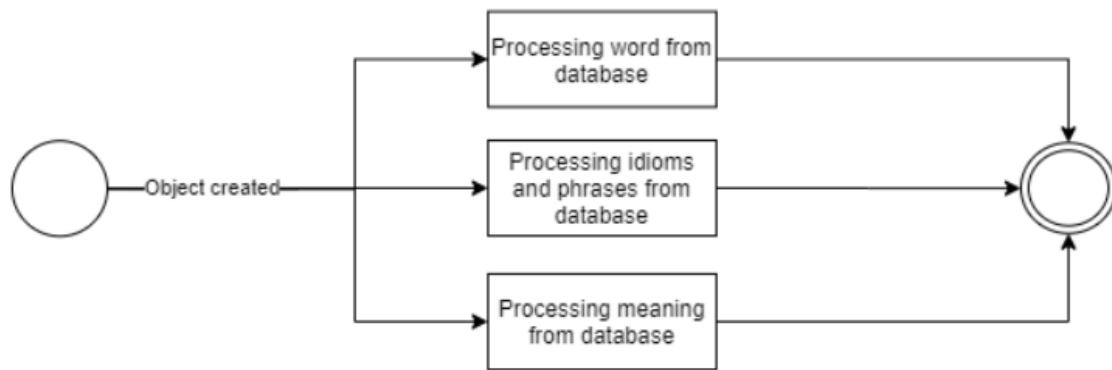 Processing word from
database
Object created
Processing idioms
and phrases from
database
Processing meaning
from database